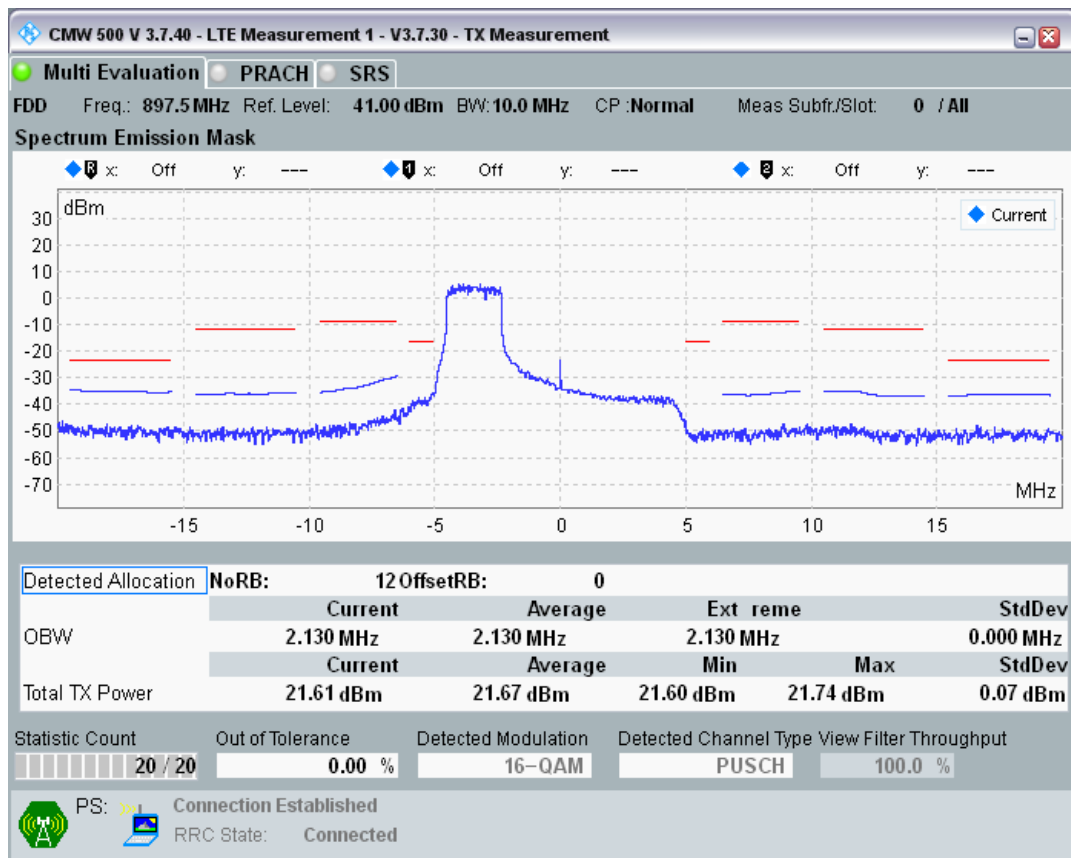 CMW 500 V 3.7.40 - LTE Measurement 1 - V3.7.30 - TX Measurement
Multi Evaluation PRACH SRS
FDD Freq.: 897.5 MHz Ref. Level: 41.00 dBm BW: 10.0 MHz CP :Normal Meas Subfr./Slot: 0 / All
Spectrum Emission Mask
R x: Off y: --- 1 x: Off y: --- 2 x: Off y: ---
dBm
Current
30
20
10
0
-10
-20
-30
-40
-50
-60
-70
MHz
-15 -10 -5 0 5 10 15
Detected Allocation NoRB: 12 OffsetRB: 0
Current Average Ext reme StdDev
OBW 2.130 MHz 2.130 MHz 2.130 MHz 0.000 MHz
Current Average Min Max StdDev
Total TX Power 21.61 dBm 21.67 dBm 21.60 dBm 21.74 dBm 0.07 dBm
Statistic Count Out of Tolerance Detected Modulation Detected Channel Type View Filter Throughput
20 / 20 0.00 % 16-QAM PUSCH 100.0 %
PS: Connection Established
RRC State: Connected